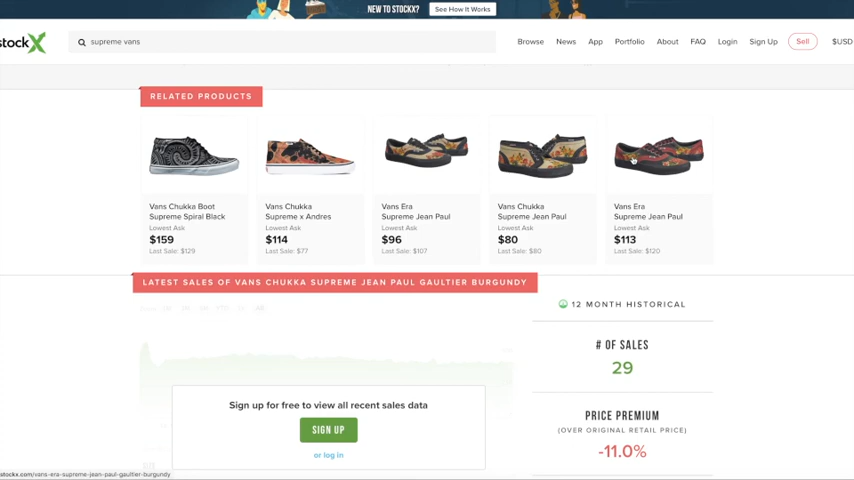 NEW TO STOCKX? See How It Works
stockX
supreme vans
Browse News App Portfolio About FAQ Login Sign Up Sell $USD
RELATED PRODUCTS
Vans Chukka Boot
Supreme Spiral Black
Lowest Ask
$159
Last Sale: $129
Vans Chukka
Supreme x Andres
Lowest Ask
$114
Last Sale: $77
Vans Era
Supreme Jean Paul
Lowest Ask
$96
Last Sale: $107
Vans Chukka
Supreme Jean Paul
Lowest Ask
$80
Last Sale: $80
Vans Era
Supreme Jean Paul
Lowest Ask
$113
Last Sale: $120
LATEST SALES OF VANS CHUKKA SUPREME JEAN PAUL GAULTIER BURGUNDY
Sign up for free to view all recent sales data
SIGN UP
or log in
12 MONTH HISTORICAL
# OF SALES
29
PRICE PREMIUM
(OVER ORIGINAL RETAIL PRICE)
-11.0%
stockx.com/vans-era-supreme-jean-paul-gaultier-burgundy